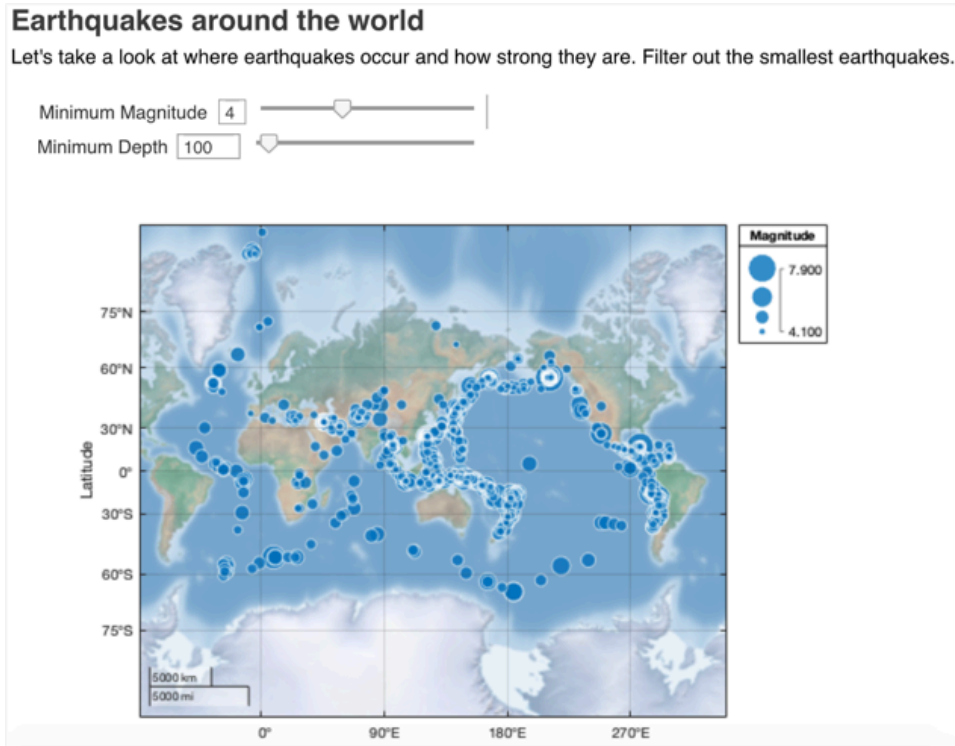 Earthquakes around the world
Let's take a look at where earthquakes occur and how strong they are. Filter out the smallest earthquakes.
Minimum Magnitude 4
Minimum Depth 100
Magnitude
7.900
4.100
75°N
60°N
30°N
0°
30°S
60°S
75°S
Latitude
5000 km
5000 mi
0°
90°E
180°E
270°E